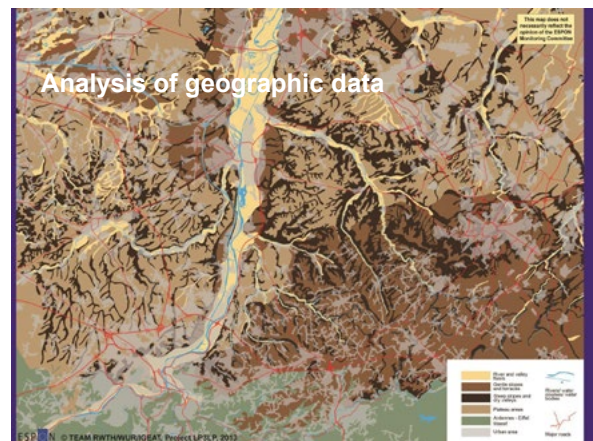 This map does not
necessarily reflect the
opinion of the ESPON
Monitoring Committee
Analysis of geographic data
River and valley
floors
Gentle slopes
and terraces
Steep slopes and
dry valleys
Plateau areas
Ardennes - Eiffel
Massif
Urban area
Rivers/ water
bodies
Major roads
ESPON © TEAM RWTH/WUR/IGEAT, Project LP3LP, 2013